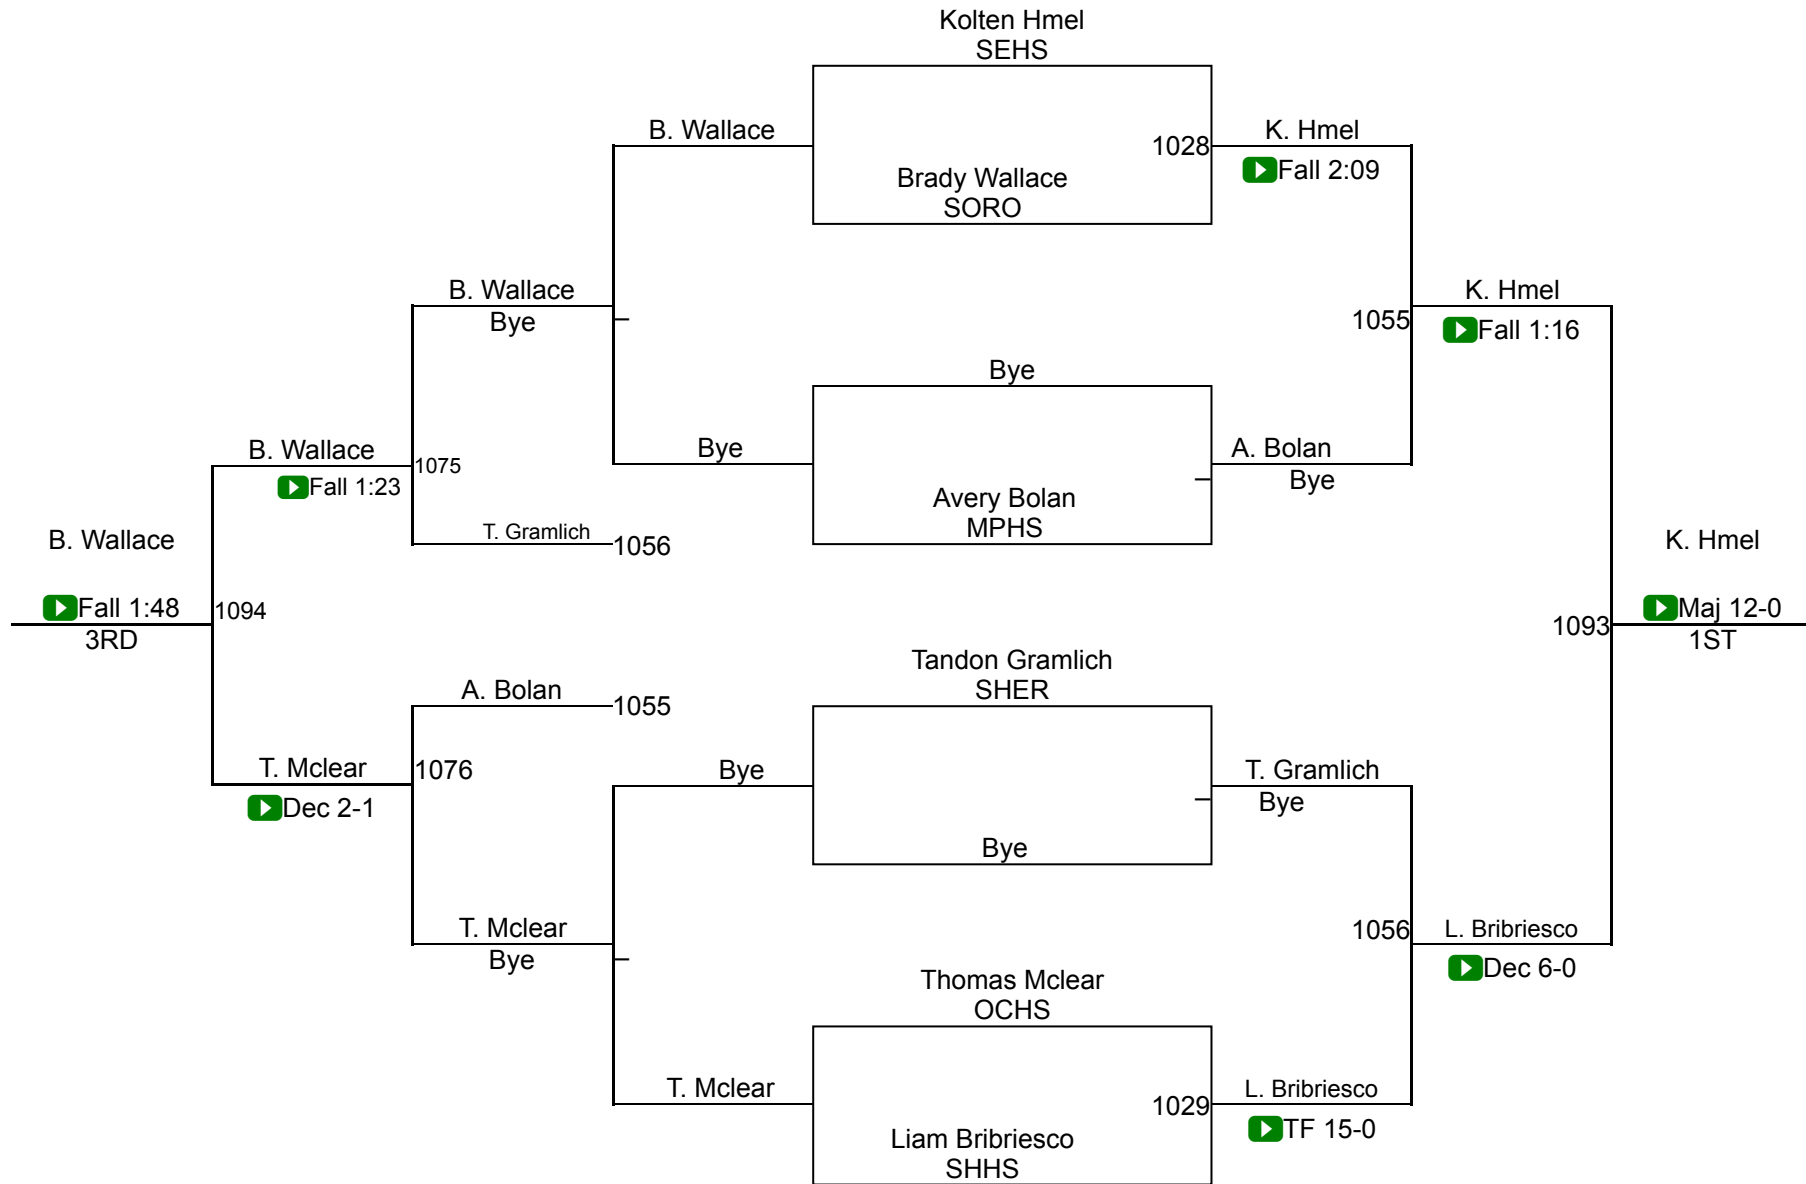 Kolten Hmel
SEHS
B. Wallace
1028
K. Hmel
Fall 2:09
Brady Wallace
SORO
B. Wallace
Bye
1055
K. Hmel
Fall 1:16
Bye
B. Wallace
Fall 1:23
1075
Bye
A. Bolan
Bye
Avery Bolan
MPHS
T. Gramlich
1056
B. Wallace
Fall 1:48
3RD
1094
K. Hmel
1093
Maj 12-0
1ST
Tandon Gramlich
SHER
A. Bolan
1055
T. Mclear
Dec 2-1
1076
Bye
T. Gramlich
Bye
Bye
T. Mclear
Bye
1056
L. Bribriesco
Dec 6-0
Thomas Mclear
OCHS
T. Mclear
1029
L. Bribriesco
TF 15-0
Liam Bribriesco
SHHS